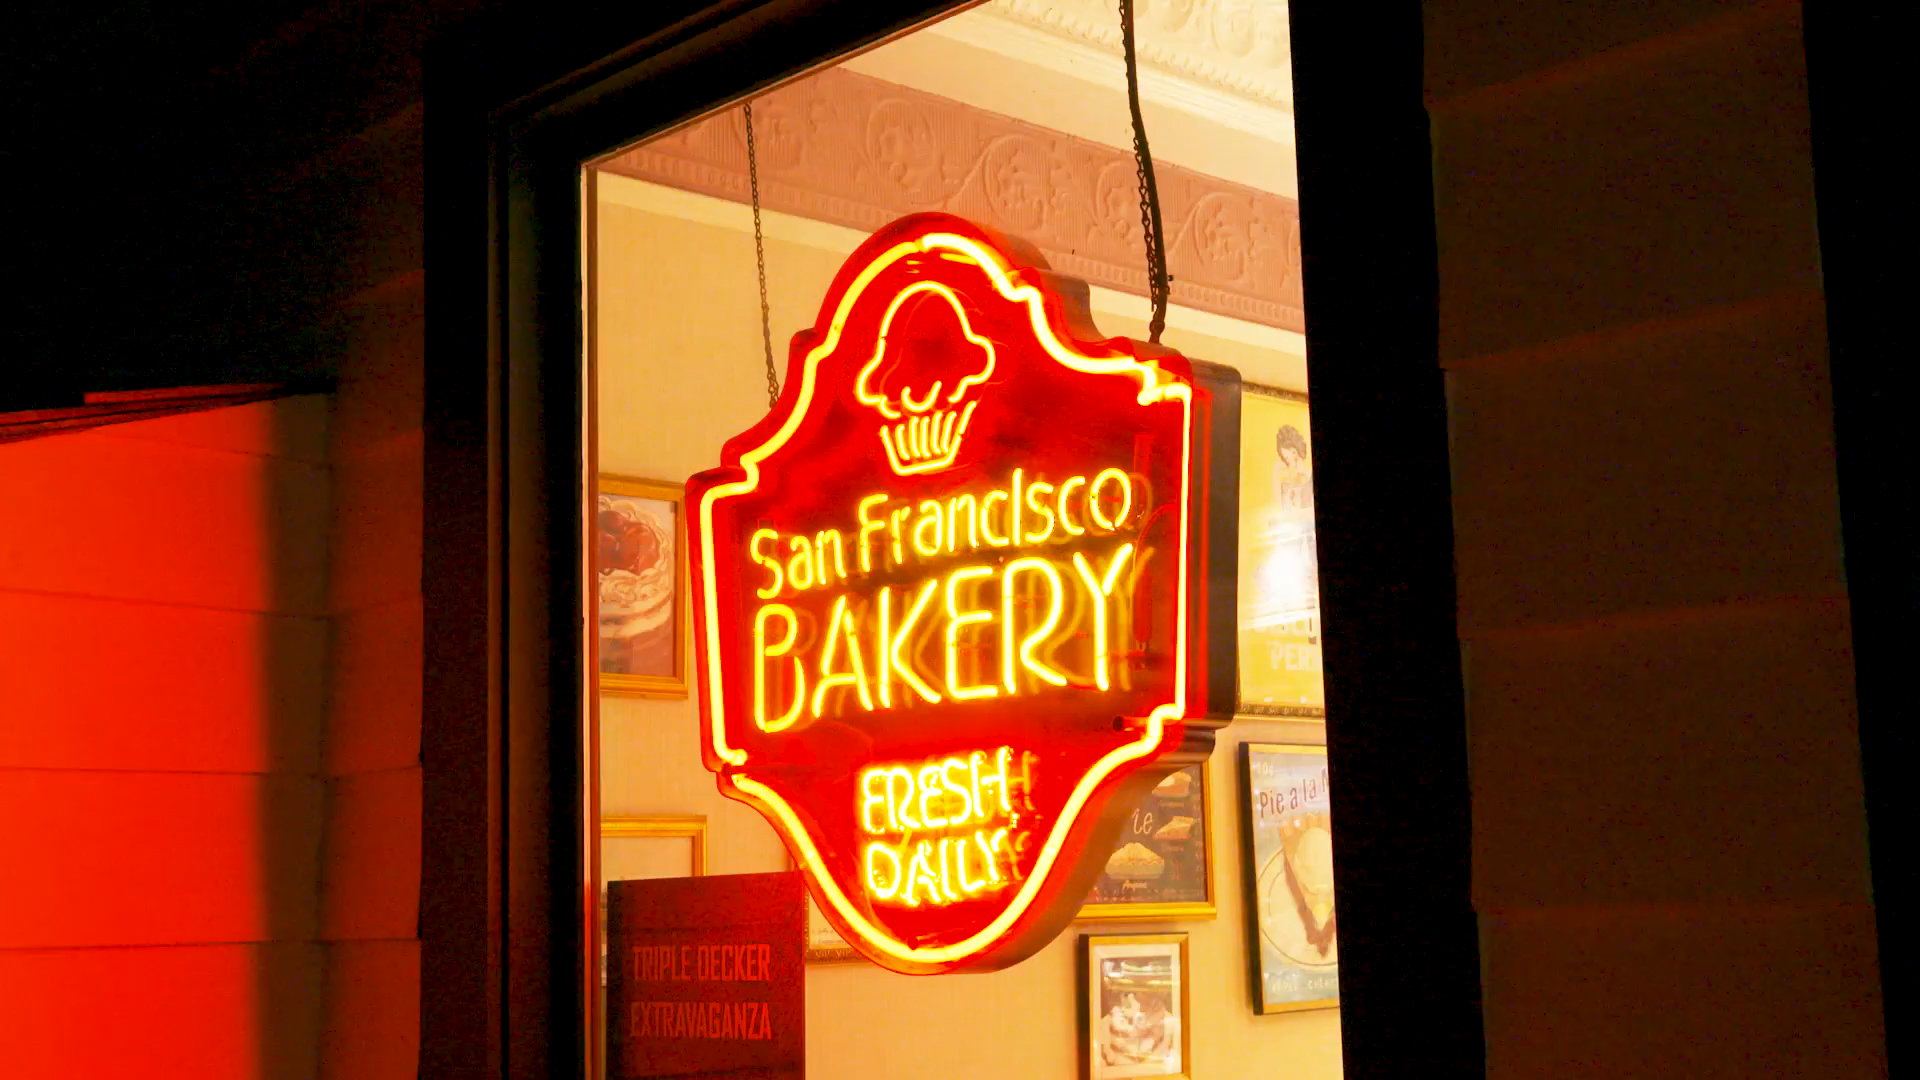 San Francisco
BAKERY
FRESH
DAILY
TRIPLE DECKER
EXTRAVAGANZA
Pie a la